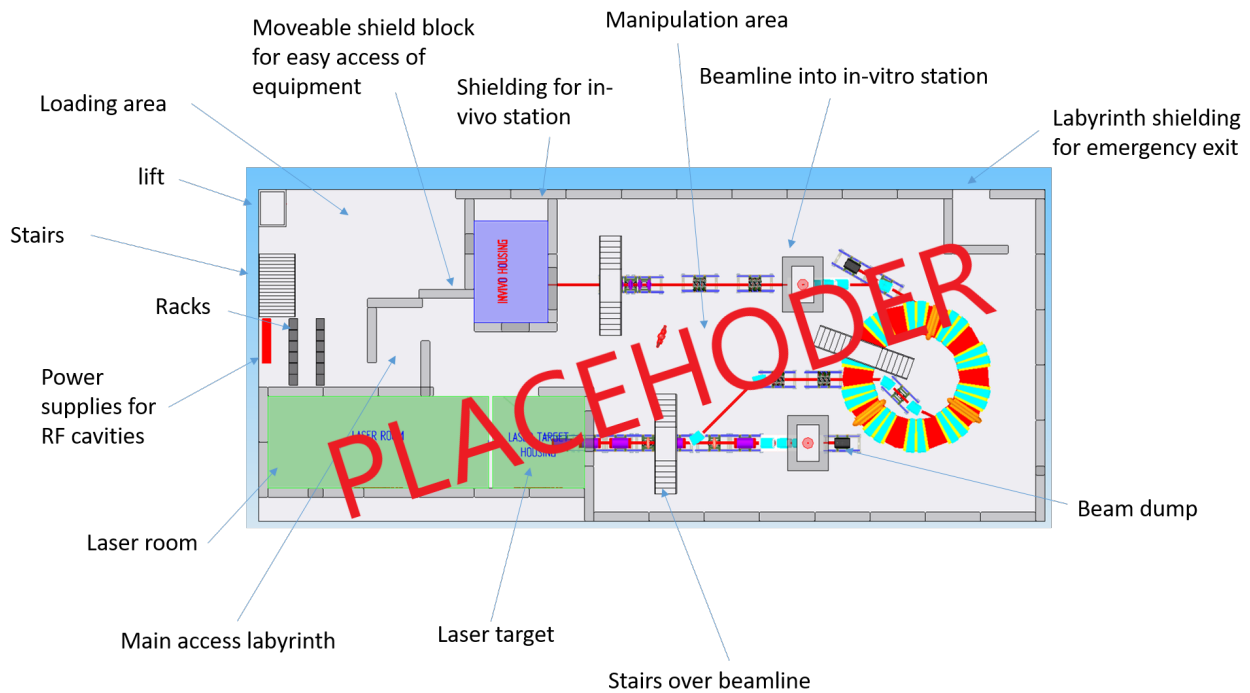 Manipulation area
Moveable shield block
for easy access of
equipment
Shielding for in-
vivo station
Beamline into in-vitro station
Loading area
Labyrinth shielding
for emergency exit
lift
Stairs
INVIVO HOUSING
Racks
Power
supplies for
RF cavities
PLACEHODER
LASER ROOM
LASER TARGET
HOUSING
Laser room
Beam dump
Main access labyrinth
Laser target
Stairs over beamline